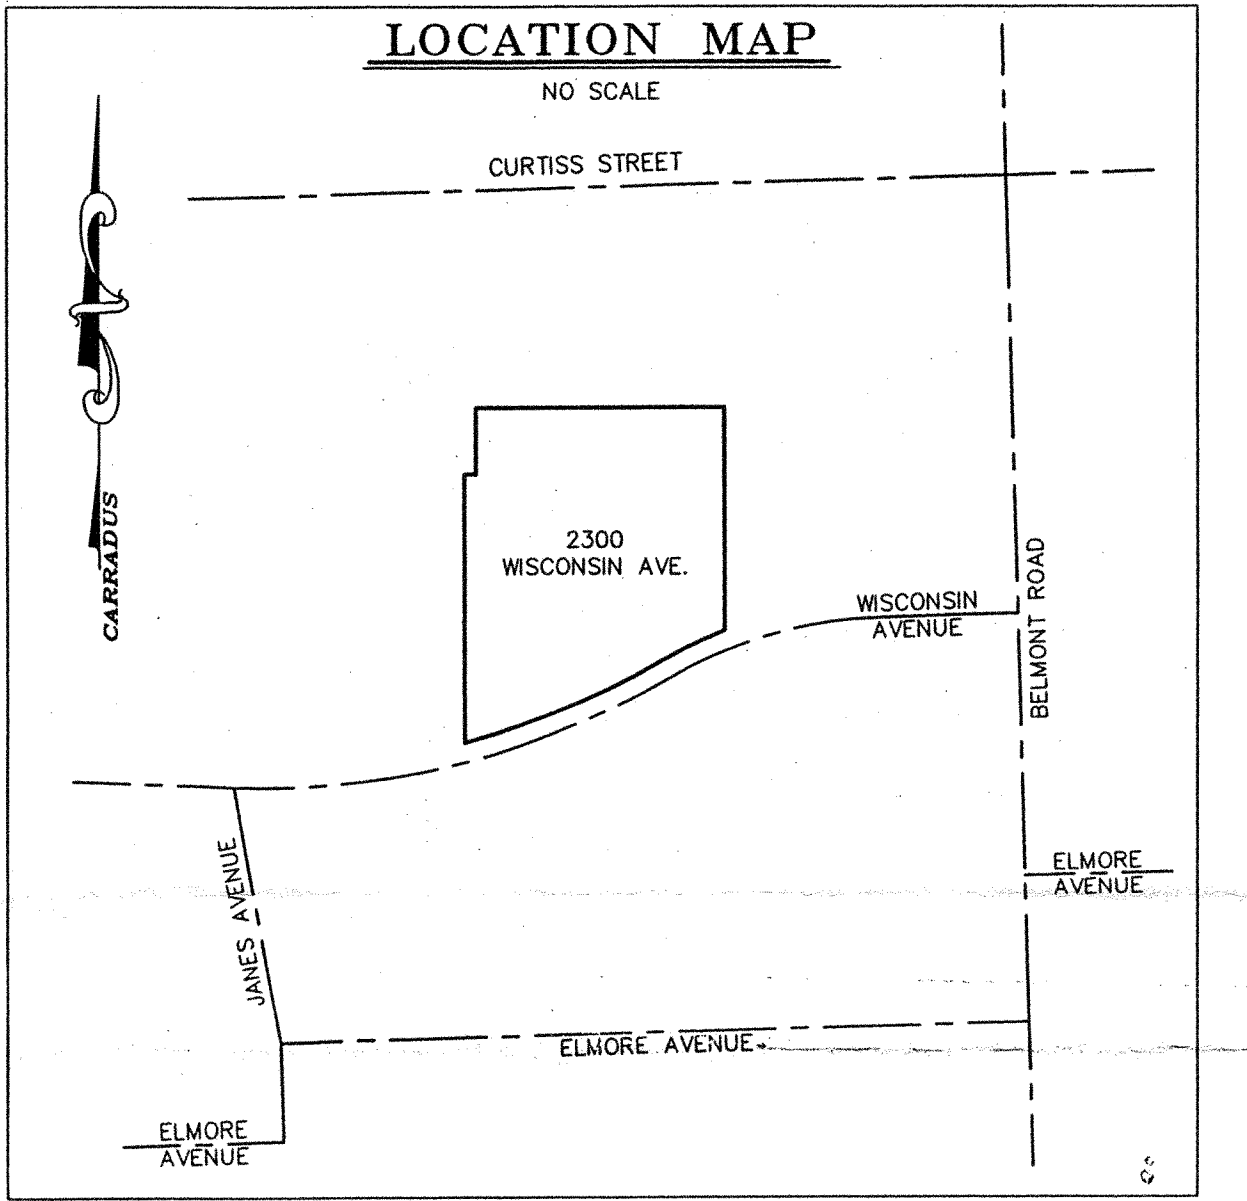 LOCATION MAP
NO SCALE
CURTISS STREET
CARRADUS
2300
WISCONSIN AVE.
WISCONSIN
AVENUE
BELMONT ROAD
JANES AVENUE
ELMORE
AVENUE
ELMORE AVENUE
ELMORE
AVENUE